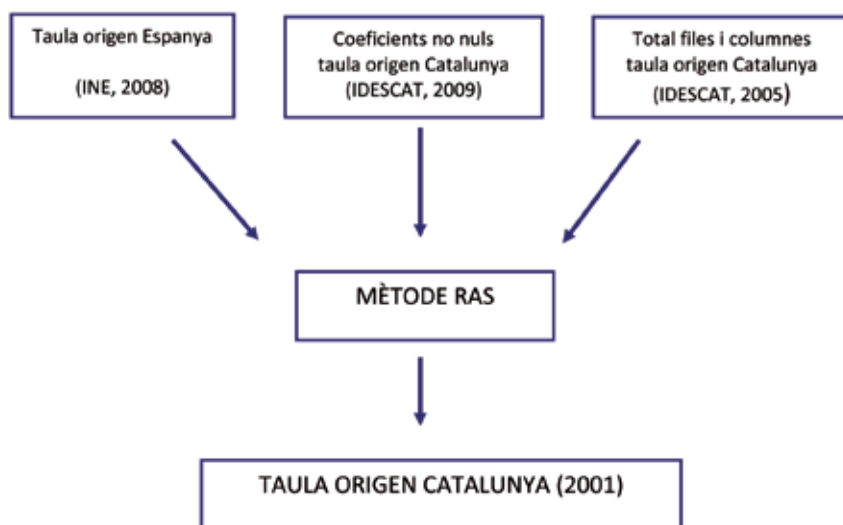 Taula origen Espanya
(INE, 2008)
Coeficients no nuls
taula origen Catalunya
(IDESCAT, 2009)
Total files i columnes
taula origen Catalunya
(IDESCAT, 2005)
MÈTODE RAS
TAULA ORIGEN CATALUNYA (2001)